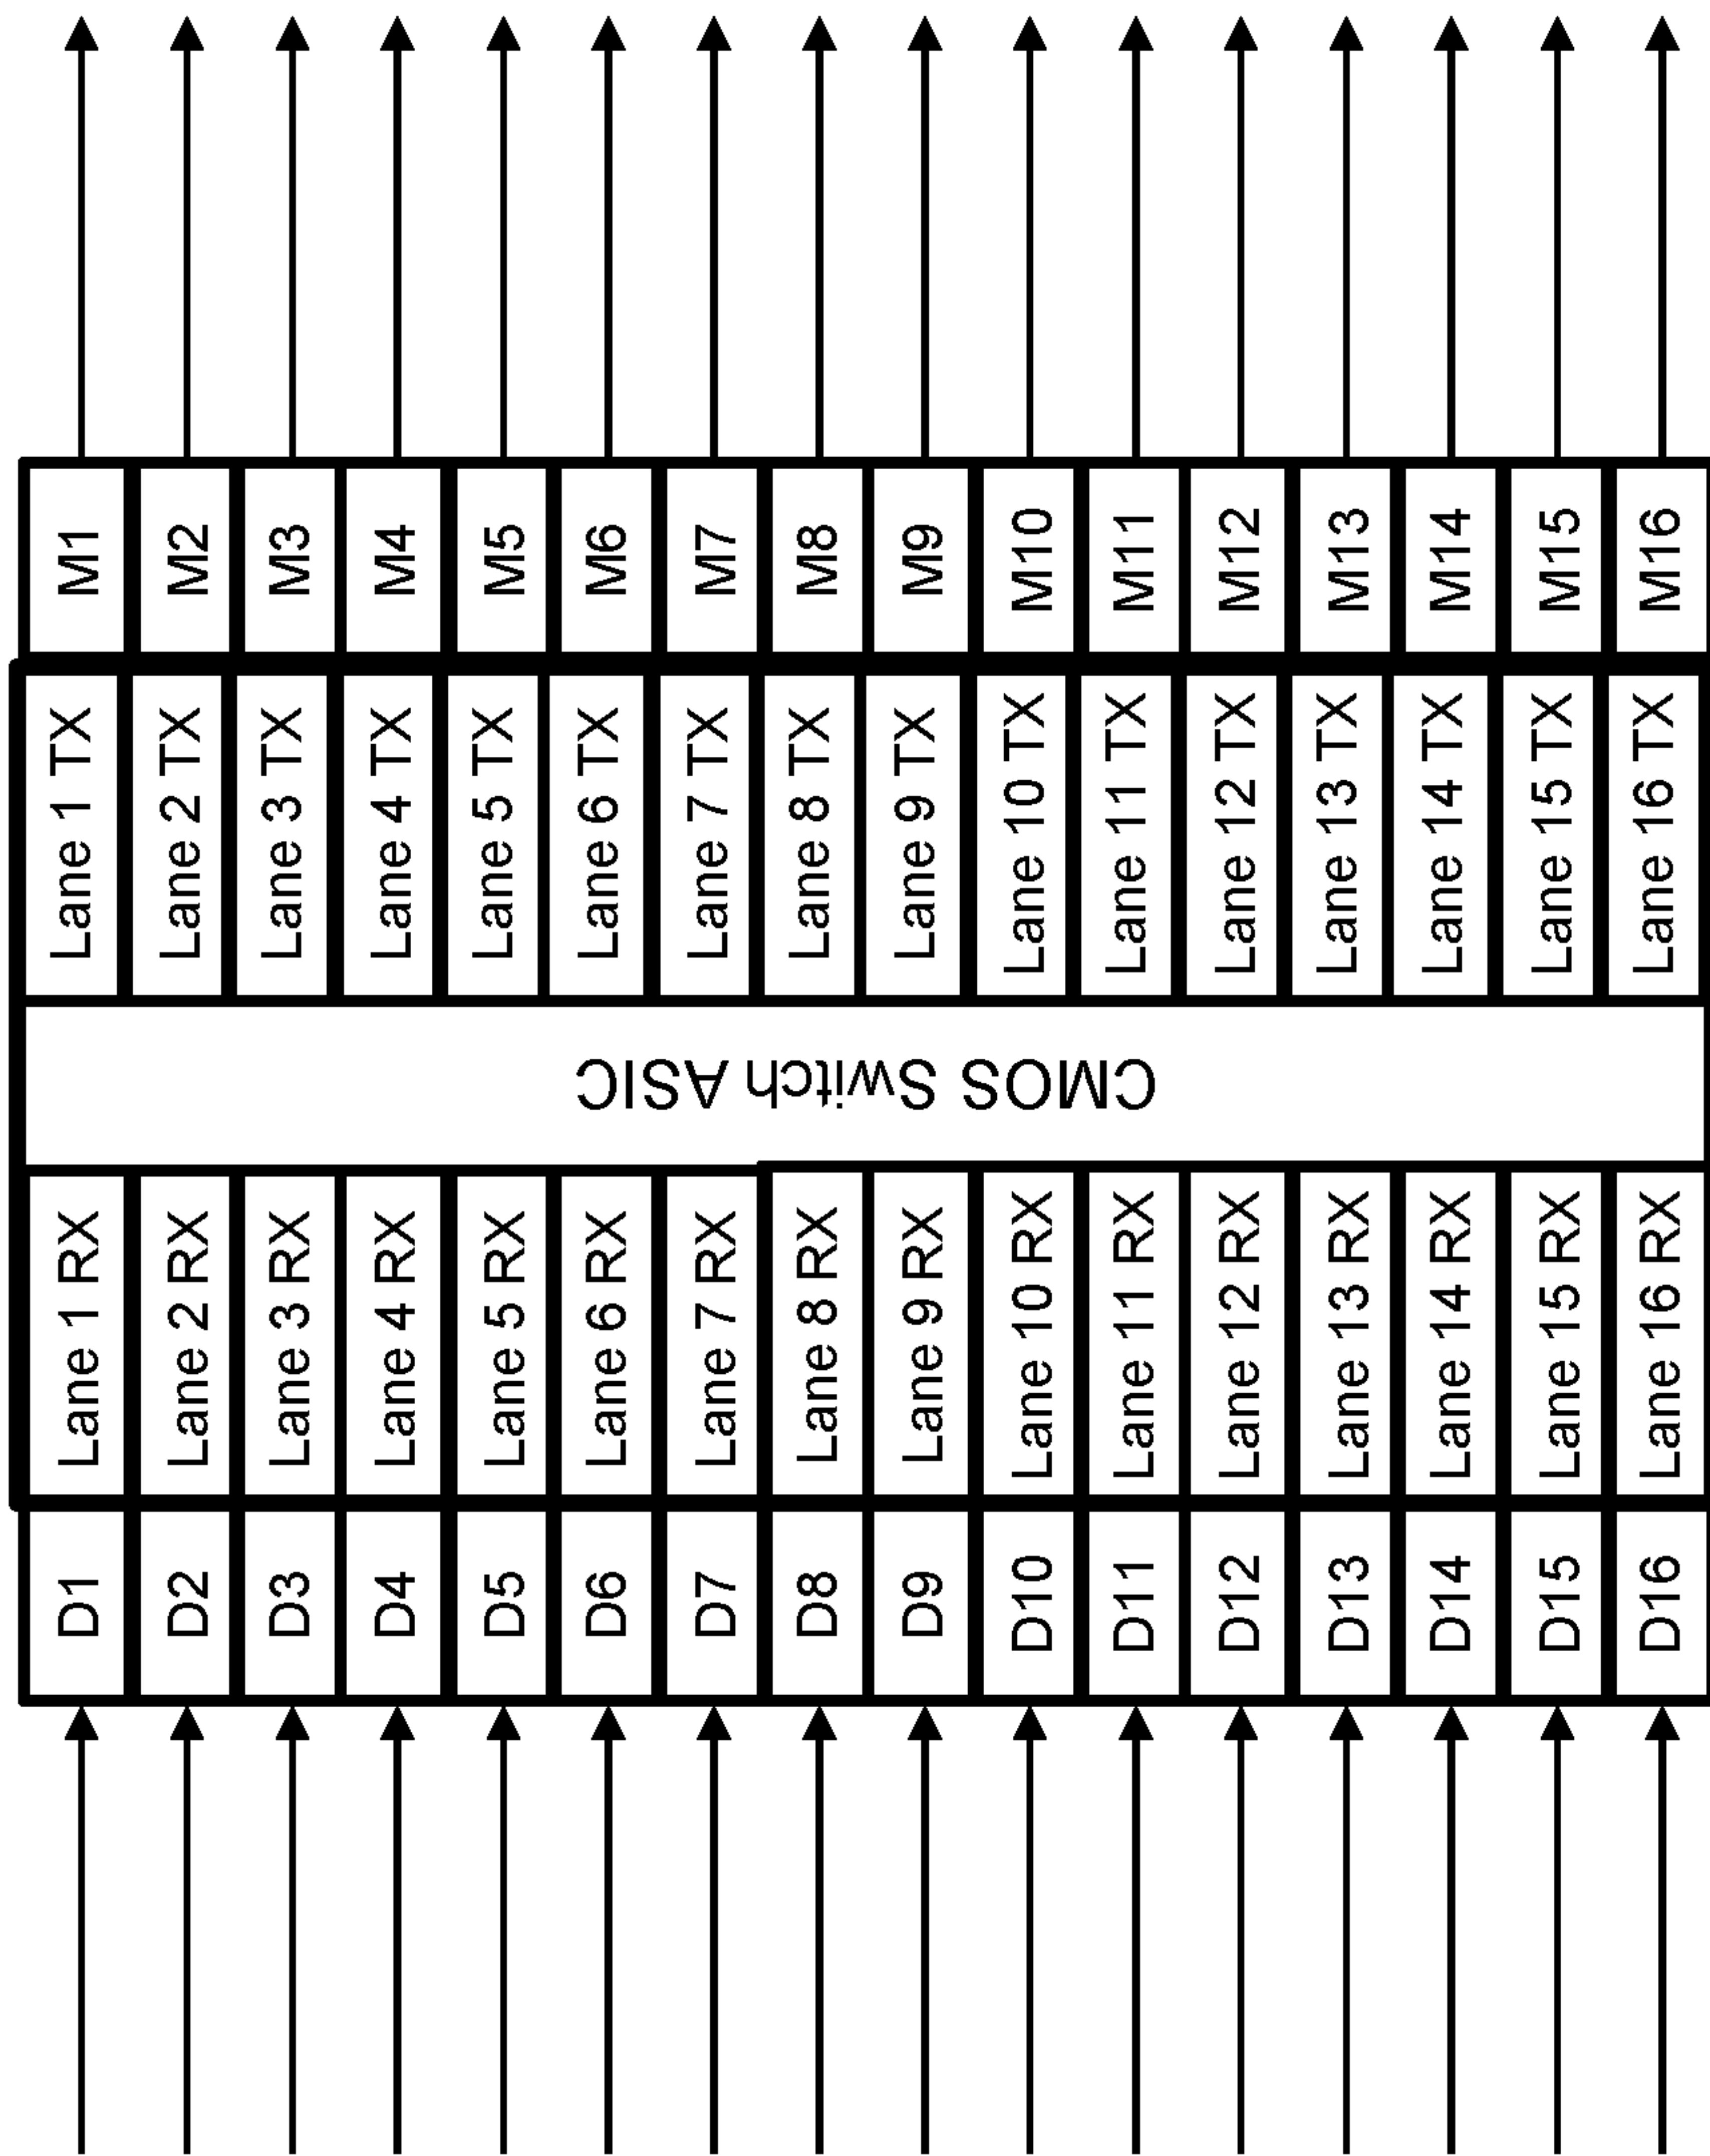 M1
M2
M3
M4
M5
M6
M7
M8
M9
M10
M11
M12
M13
M14
M15
M16
Lane 1 TX
Lane 2 TX
Lane 3 TX
Lane 4 TX
Lane 5 TX
Lane 6 TX
Lane 7 TX
Lane 8 TX
Lane 9 TX
Lane 10 TX
Lane 11 TX
Lane 12 TX
Lane 13 TX
Lane 14 TX
Lane 15 TX
Lane 16 TX
CMOS Switch ASIC
Lane 1 RX
Lane 2 RX
Lane 3 RX
Lane 4 RX
Lane 5 RX
Lane 6 RX
Lane 7 RX
Lane 8 RX
Lane 9 RX
Lane 10 RX
Lane 11 RX
Lane 12 RX
Lane 13 RX
Lane 14 RX
Lane 15 RX
Lane 16 RX
D1
D2
D3
D4
D5
D6
D7
D8
D9
D10
D11
D12
D13
D14
D15
D16